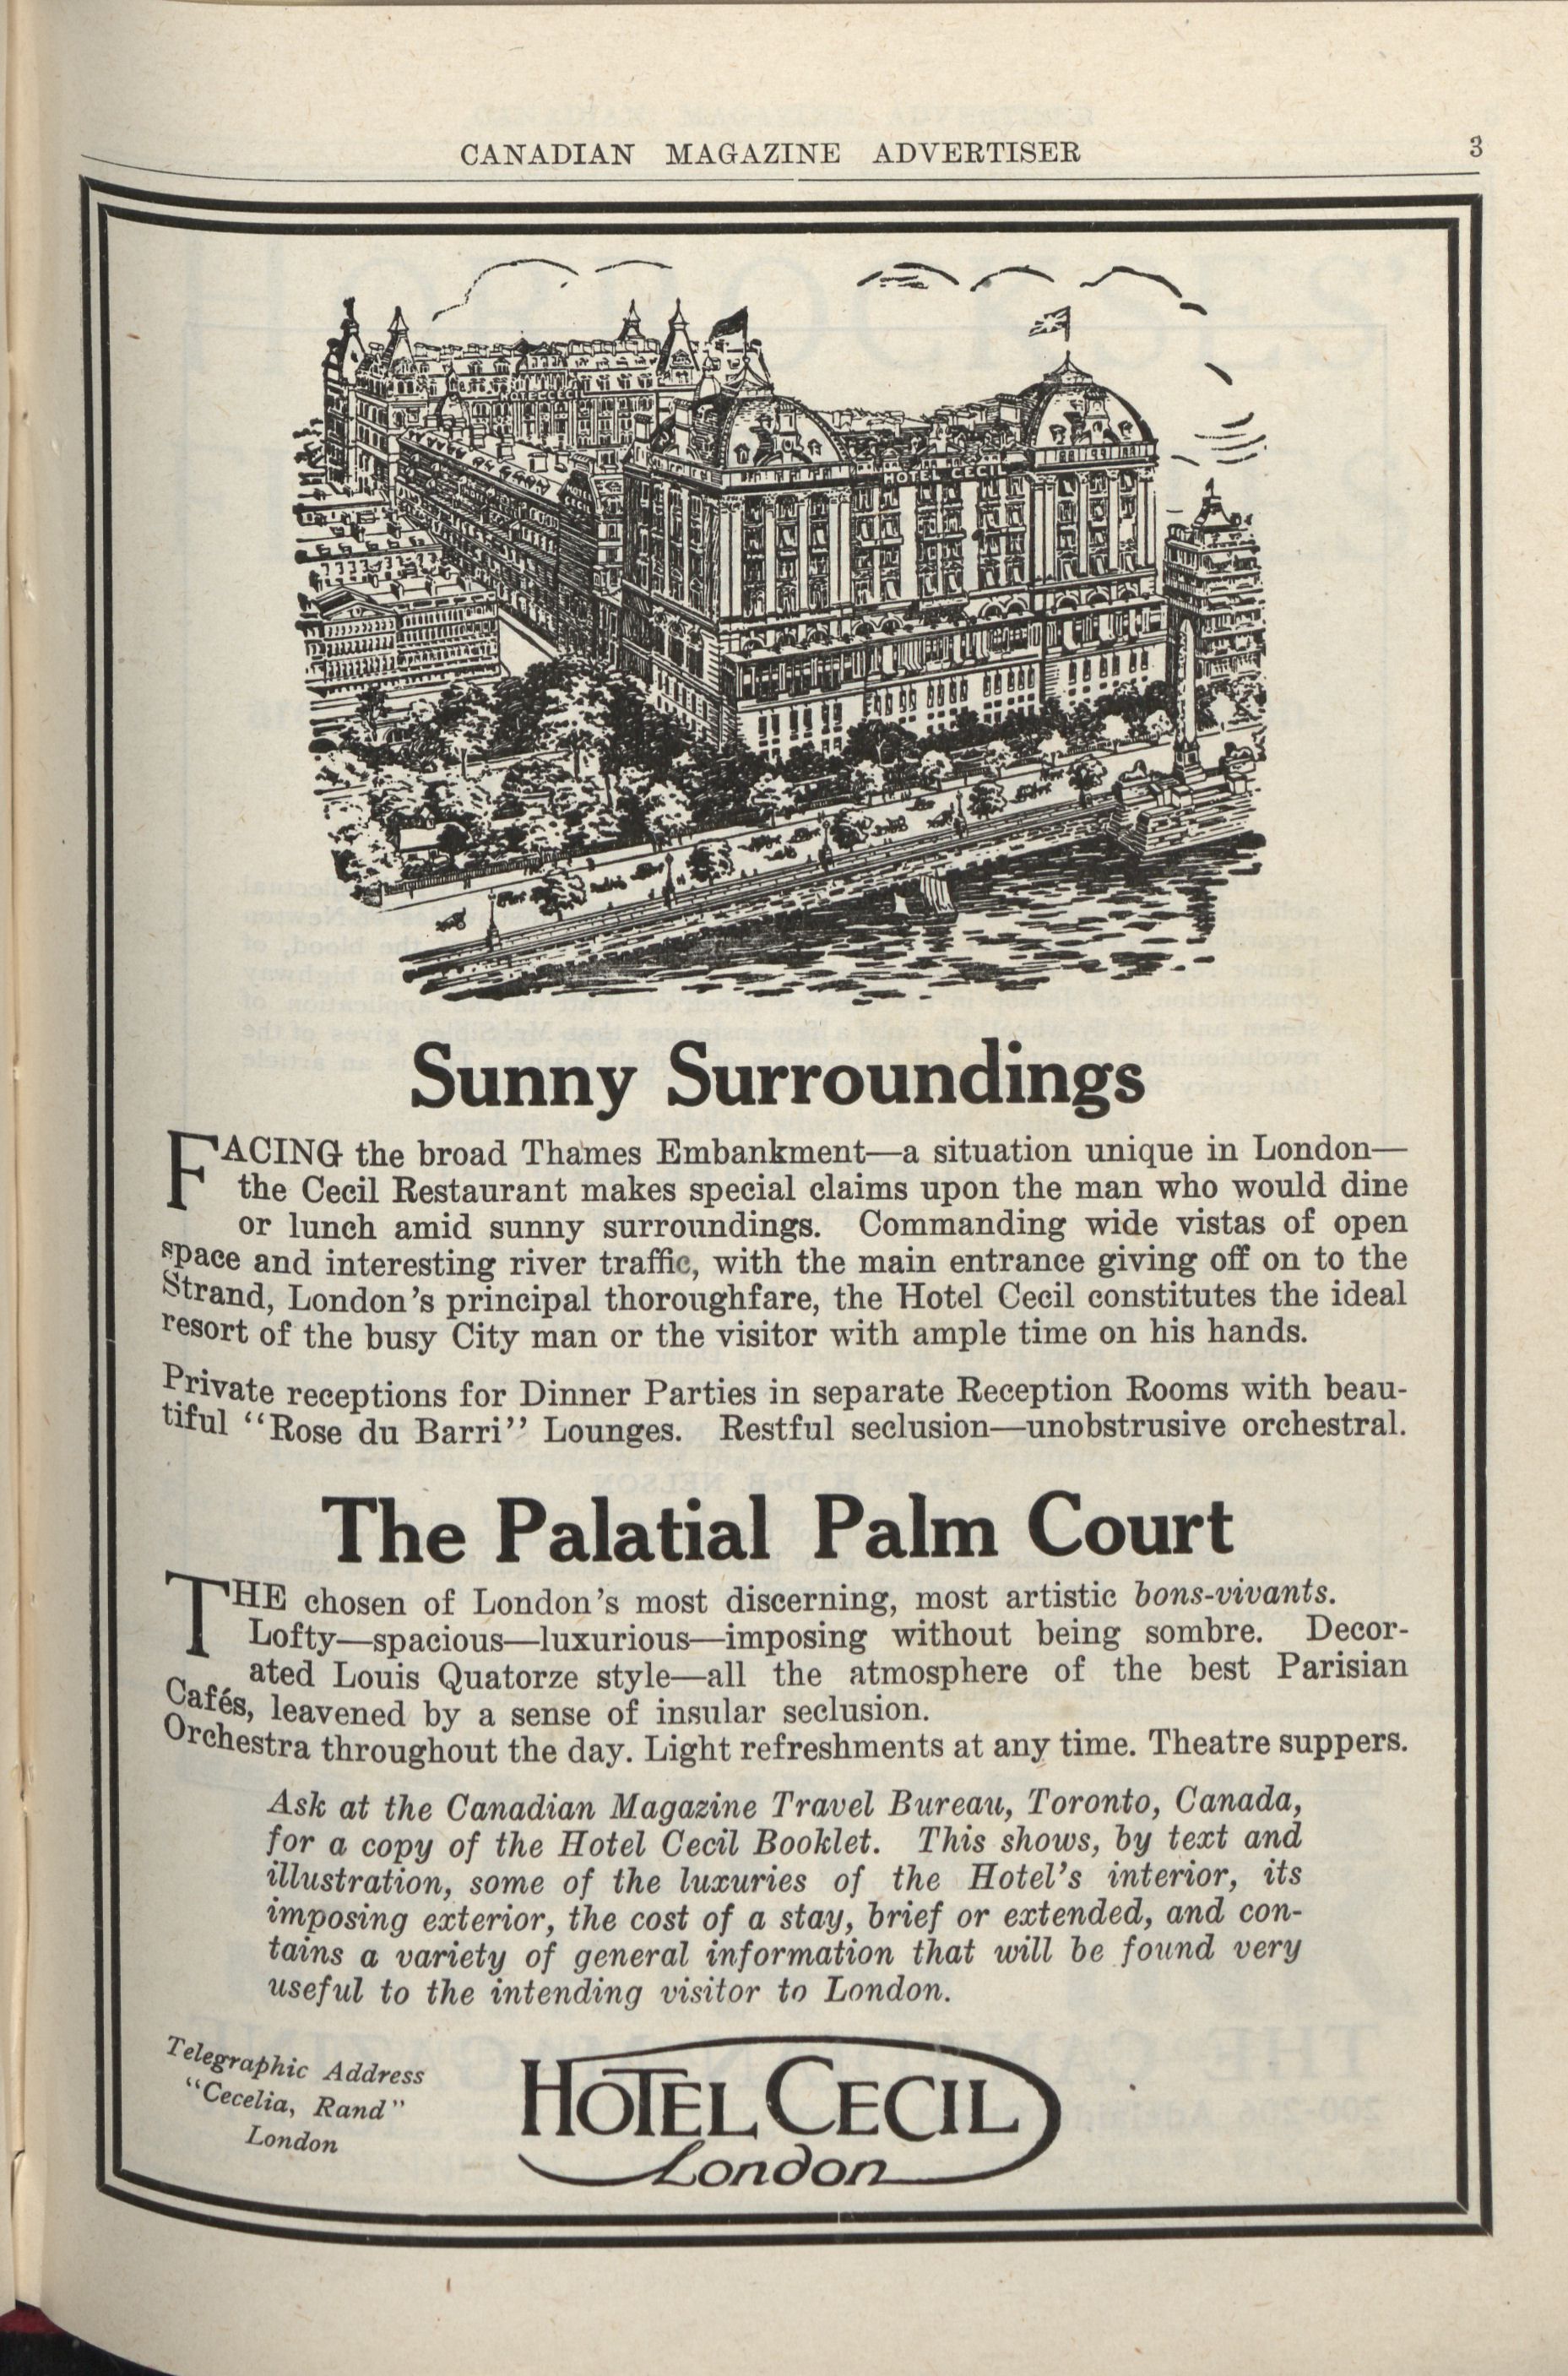 CANADIAN MAGAZINE ADVERTISER 3
HOTEL CECIL
HOTEL CECIL
Sunny Surroundings
FACING the broad Thames Embankment—a situation unique in London—
the Cecil Restaurant makes special claims upon the man who would dine
or lunch amid sunny surroundings. Commanding wide vistas of open
space and interesting river traffic, with the main entrance giving off on to the
Strand, London's principal thoroughfare, the Hotel Cecil constitutes the ideal
resort of the busy City man or the visitor with ample time on his hands.
Private receptions for Dinner Parties in separate Reception Rooms with beau-
tiful "Rose du Barri" Lounges. Restful seclusion—unobstrusive orchestral.
The Palatial Palm Court
THE chosen of London's most discerning, most artistic bons-vivants.
Lofty—spacious—luxurious—imposing without being sombre. Decor-
ated Louis Quatorze style—all the atmosphere of the best Parisian
Cafés, leavened by a sense of insular seclusion.
Orchestra throughout the day. Light refreshments at any time. Theatre suppers.
Ask at the Canadian Magazine Travel Bureau, Toronto, Canada,
for a copy of the Hotel Cecil Booklet. This shows, by text and
illustration, some of the luxuries of the Hotel's interior, its
imposing exterior, the cost of a stay, brief or extended, and con-
tains a variety of general information that will be found very
useful to the intending visitor to London.
Telegraphic Address
"Cecelia, Rand"
London
HOTEL CECIL
London